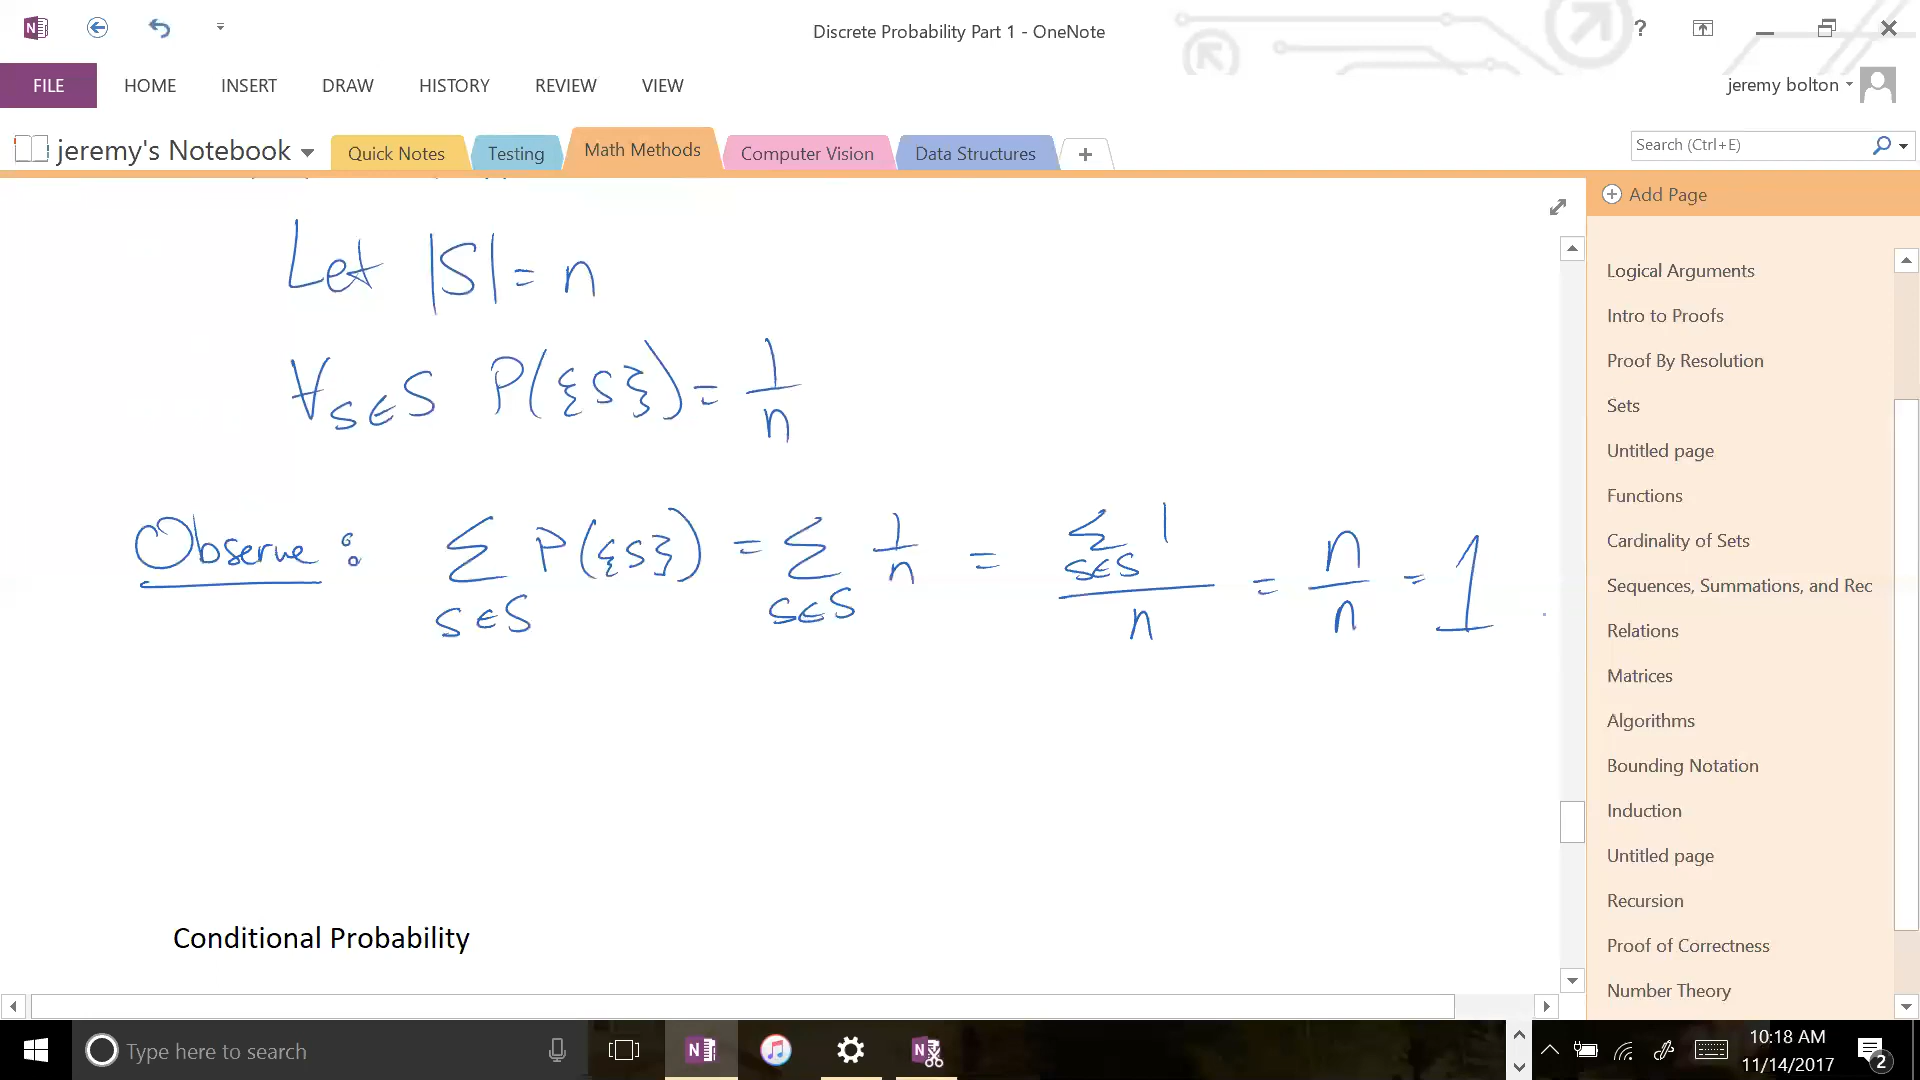 Discrete Probability Part 1 - OneNote
?
FILE HOME INSERT DRAW HISTORY REVIEW VIEW
jeremy bolton
jeremy's Notebook Quick Notes Testing Math Methods Computer Vision Data Structures +
Search (Ctrl+E)
Add Page
Let |S| = n
∀s∈S P({s}) = 1/n
Observe: ∑s∈S P({s}) = ∑s∈S 1/n = ∑s∈S 1 / n = n/n = 1
Conditional Probability
Logical Arguments
Intro to Proofs
Proof By Resolution
Sets
Untitled page
Functions
Cardinality of Sets
Sequences, Summations, and Rec
Relations
Matrices
Algorithms
Bounding Notation
Induction
Untitled page
Recursion
Proof of Correctness
Number Theory
Type here to search
10:18 AM
11/14/2017
2